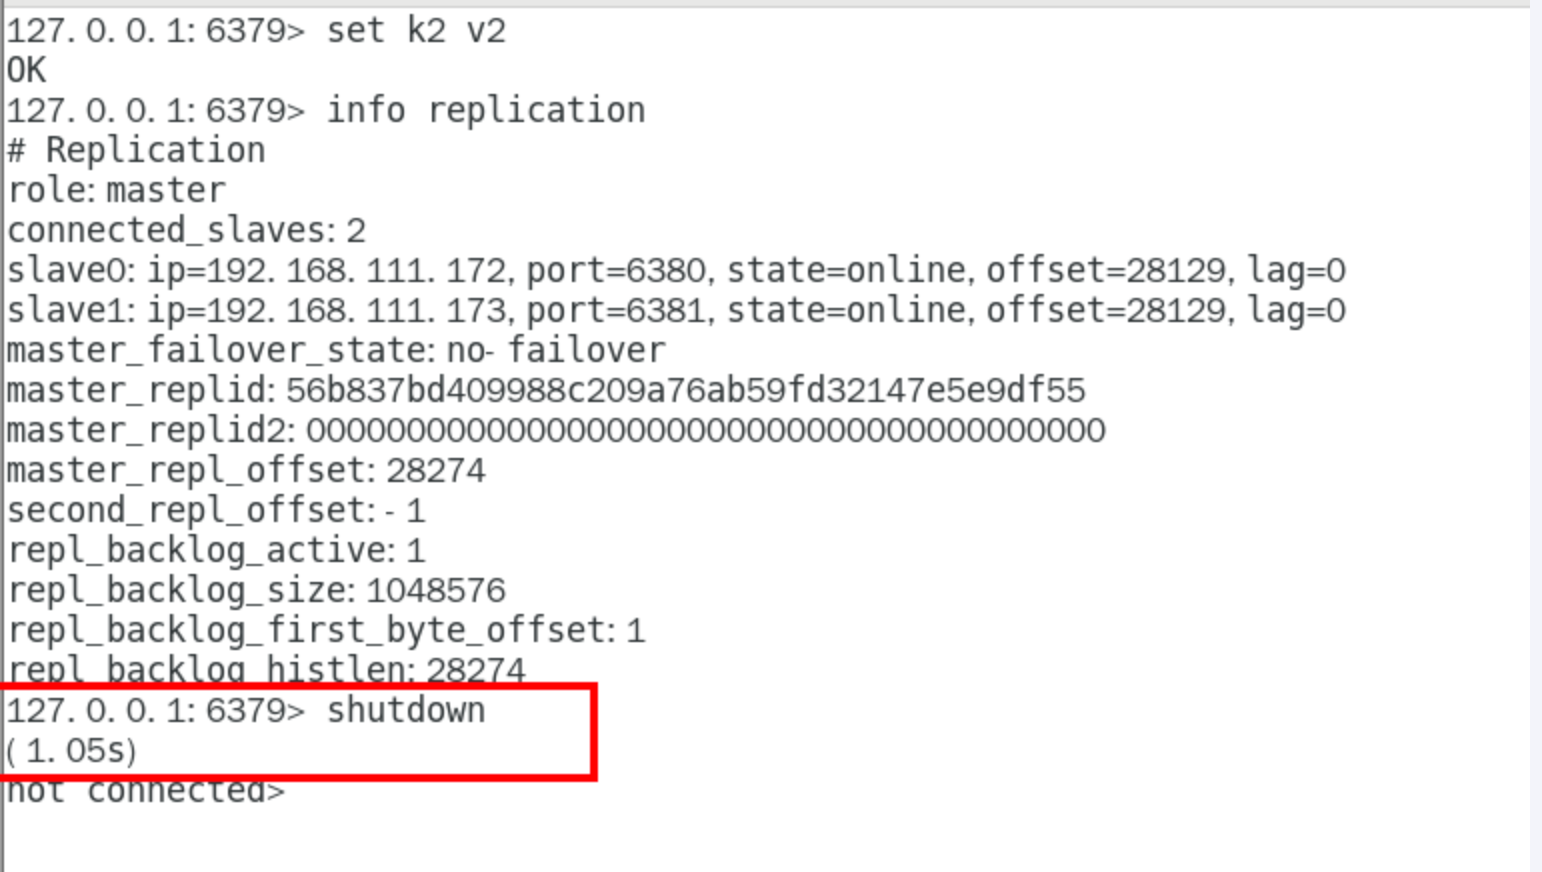 127. 0. 0. 1: 6379> set k2 v2
OK
127. 0. 0. 1: 6379> info replication
# Replication
role: master
connected_slaves: 2
slave0: ip=192. 168. 111. 172, port=6380, state=online, offset=28129, lag=0
slave1: ip=192. 168. 111. 173, port=6381, state=online, offset=28129, lag=0
master_failover_state: no- failover
master_replid: 56b837bd409988c209a76ab59fd32147e5e9df55
master_replid2: 0000000000000000000000000000000000000000
master_repl_offset: 28274
second_repl_offset: - 1
repl_backlog_active: 1
repl_backlog_size: 1048576
repl_backlog_first_byte_offset: 1
repl_backlog_histlen: 28274
127. 0. 0. 1: 6379> shutdown
( 1. 05s)
not connected>